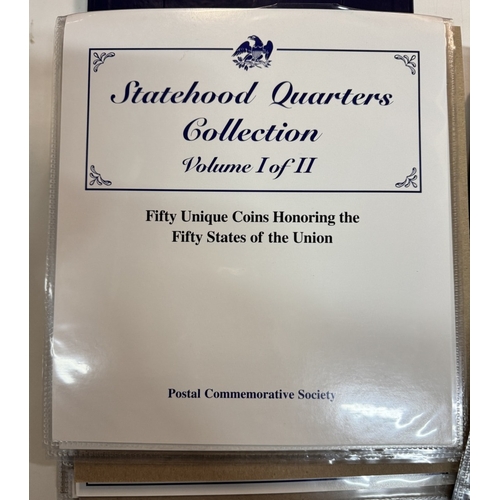 Statehood Quarters
Collection
Volume I of II
Fifty Unique Coins Honoring the
Fifty States of the Union
Postal Commemorative Society